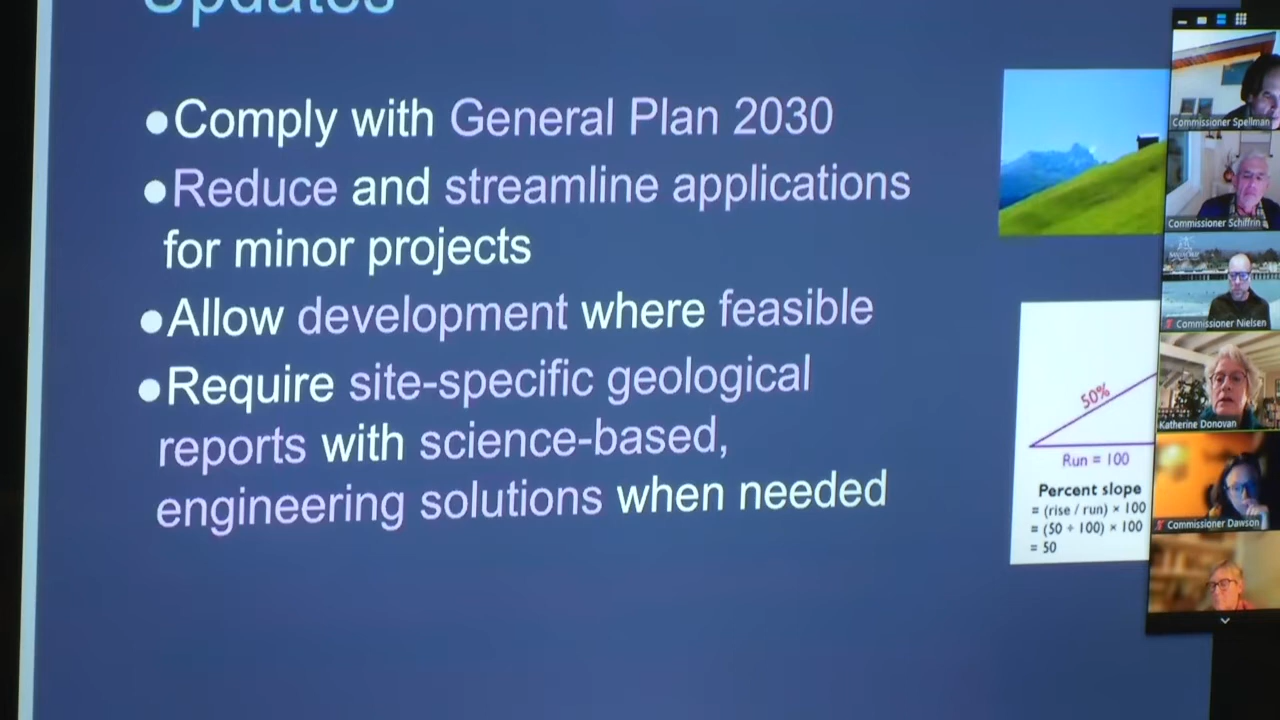 Updates
●Comply with General Plan 2030
●Reduce and streamline applications
for minor projects
●Allow development where feasible
●Require site-specific geological
reports with science-based,
engineering solutions when needed
50%
Run = 100
Percent slope
= (rise / run) × 100
= (50 ÷ 100) × 100
= 50
Commissioner Spellman
Commissioner Schiffrin
Commissioner Nielsen
Katherine Donovan
Commissioner Dawson